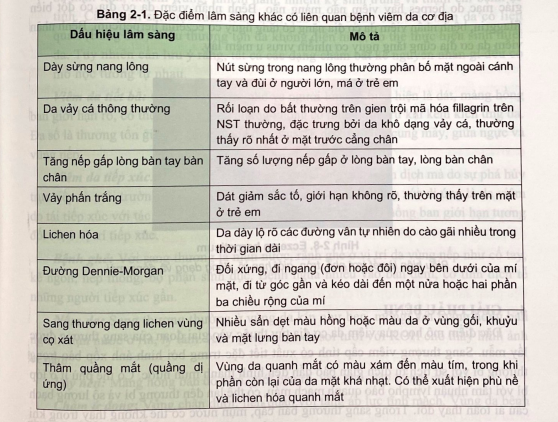 Bảng 2-1. Đặc điểm lâm sàng khác có liên quan bệnh viêm da cơ địa
Dấu hiệu lâm sàng
Mô tả
Dày sừng nang lông
Nút sừng trong nang lông thường phân bố mặt ngoài cánh
tay và đùi ở người lớn, má ở trẻ em
Da vảy cá thông thường
Rối loạn do bất thường trên gien trội mã hóa fillagrin trên
NST thường, đặc trưng bởi da khô dạng vảy cá, thường
thấy rõ nhất ở mặt trước cẳng chân
Tăng nếp gấp lòng bàn tay bàn
chân
Tăng số lượng nếp gấp ở lòng bàn tay, lòng bàn chân
Vảy phấn trắng
Dát giảm sắc tố, giới hạn không rõ, thường thấy trên mặt
ở trẻ em
Lichen hóa
Da dày lộ rõ các đường vân tự nhiên do cào gãi nhiều trong
thời gian dài
Đường Dennie-Morgan
Đối xứng, đi ngang (đơn hoặc đôi) ngay bên dưới của mí
mặt, đi từ góc gần và kéo dài đến một nửa hoặc hai phần
ba chiều rộng của mí
Sang thương dạng lichen vùng
cọ xát
Nhiều sẩn dẹt màu hồng hoặc màu da ở vùng gối, khuỷu
và mặt lưng bàn tay
Thâm quầng mắt (quầng dị
ứng)
Vùng da quanh mắt có màu xám đến màu tím, trong khi
phần còn lại của da mặt khá nhạt. Có thể xuất hiện phù nề
và lichen hóa quanh mắt